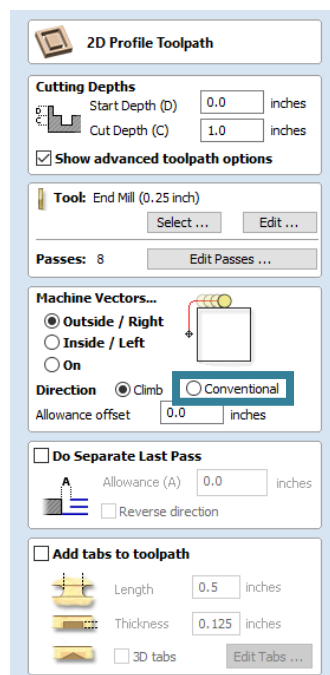 2D Profile Toolpath
Cutting Depths
D
C
Start Depth (D) 0.0 inches
Cut Depth (C) 1.0 inches
Show advanced toolpath options
Tool: End Mill (0.25 inch)
Select ... Edit ...
Passes: 8 Edit Passes ...
Machine Vectors...
Outside / Right
Inside / Left
On
Direction Climb Conventional
Allowance offset 0.0 inches
Do Separate Last Pass
A Allowance (A) 0.0 inches
Reverse direction
Add tabs to toolpath
Length 0.5 inches
Thickness 0.125 inches
3D tabs Edit Tabs ...